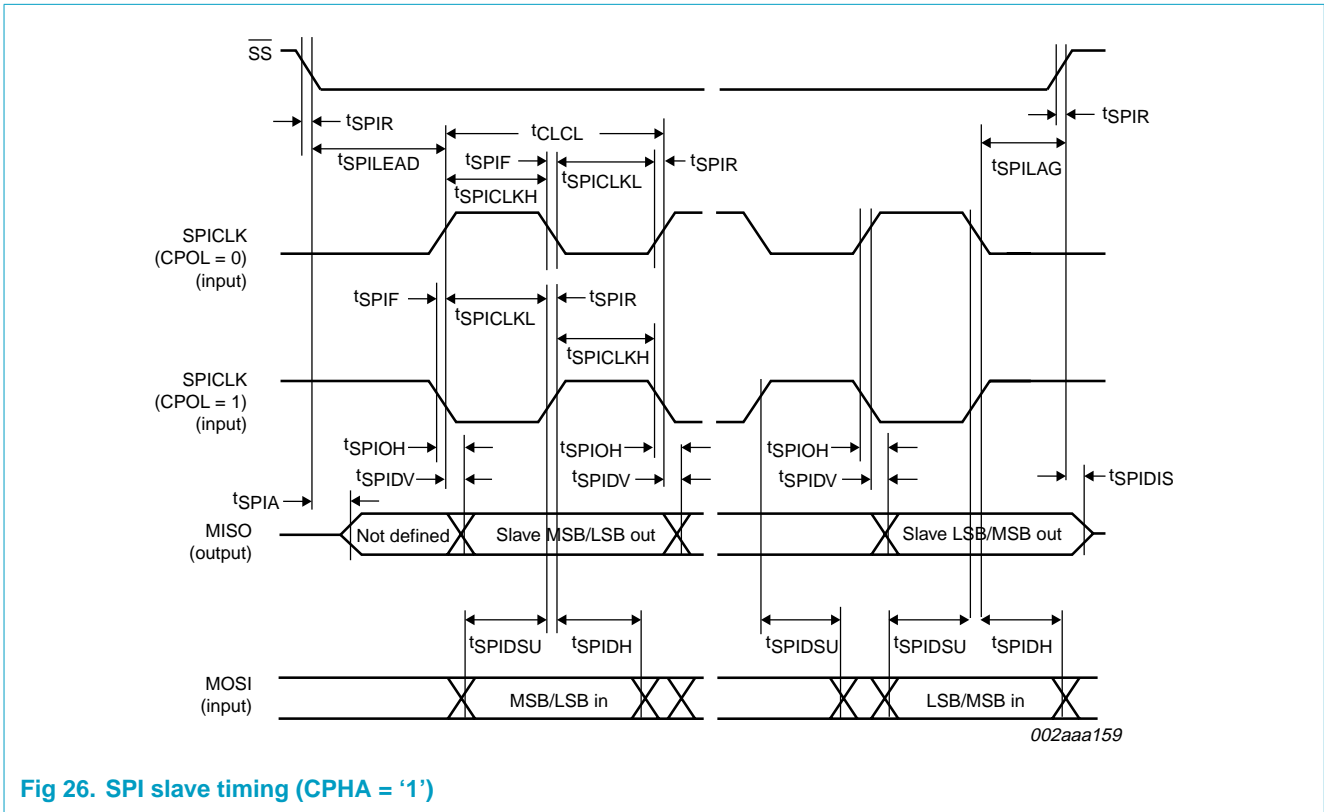 SS
tSPIR
tCLCL
tSPIR
tSPILEAD
tSPIF
tSPICLKL
tSPIR
tSPILAG
tSPICLKH
SPICLK
(CPOL = 0)
(input)
tSPIF
tSPIR
tSPICLKL
tSPICLKH
SPICLK
(CPOL = 1)
(input)
tSPIOH
tSPIOH
tSPIOH
tSPIDV
tSPIDV
tSPIDV
tSPIDIS
tSPIA
MISO
(output)
Not defined
Slave MSB/LSB out
Slave LSB/MSB out
tSPIDSU
tSPIDH
tSPIDSU
tSPIDSU
tSPIDH
MOSI
(input)
MSB/LSB in
LSB/MSB in
002aaa159
Fig 26. SPI slave timing (CPHA = ‘1’)